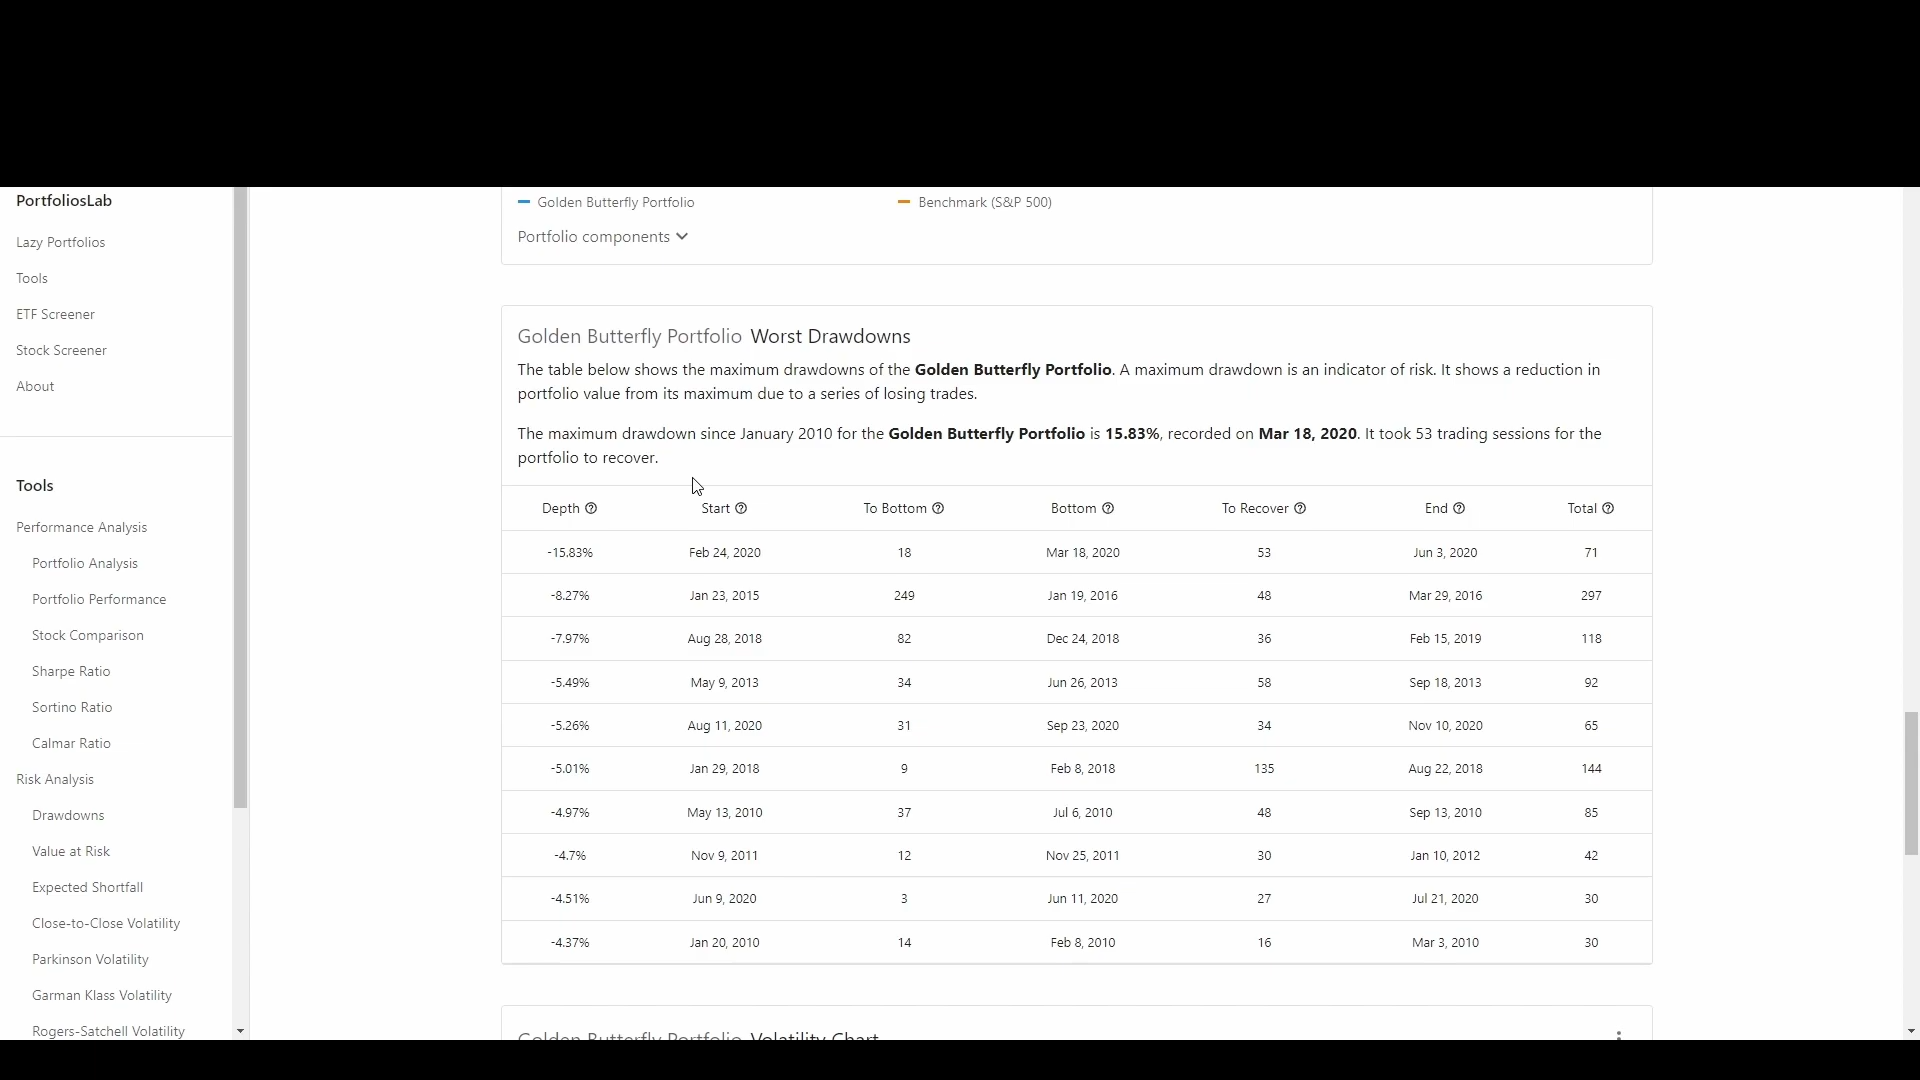 PortfoliosLab
Lazy Portfolios
Tools
ETF Screener
Stock Screener
About
Tools
Performance Analysis
Portfolio Analysis
Portfolio Performance
Stock Comparison
Sharpe Ratio
Sortino Ratio
Calmar Ratio
Risk Analysis
Drawdowns
Value at Risk
Expected Shortfall
Close-to-Close Volatility
Parkinson Volatility
Garman Klass Volatility
Rogers-Satchell Volatility
Golden Butterfly Portfolio Benchmark (S&P 500)
Portfolio components
Golden Butterfly Portfolio Worst Drawdowns
The table below shows the maximum drawdowns of the Golden Butterfly Portfolio. A maximum drawdown is an indicator of risk. It shows a reduction in
portfolio value from its maximum due to a series of losing trades.
The maximum drawdown since January 2010 for the Golden Butterfly Portfolio is 15.83%, recorded on Mar 18, 2020. It took 53 trading sessions for the
portfolio to recover.
Depth Start To Bottom Bottom To Recover End Total
-15.83% Feb 24, 2020 18 Mar 18, 2020 53 Jun 3, 2020 71
-8.27% Jan 23, 2015 249 Jan 19, 2016 48 Mar 29, 2016 297
-7.97% Aug 28, 2018 82 Dec 24, 2018 36 Feb 15, 2019 118
-5.49% May 9, 2013 34 Jun 26, 2013 58 Sep 18, 2013 92
-5.26% Aug 11, 2020 31 Sep 23, 2020 34 Nov 10, 2020 65
-5.01% Jan 29, 2018 9 Feb 8, 2018 135 Aug 22, 2018 144
-4.97% May 13, 2010 37 Jul 6, 2010 48 Sep 13, 2010 85
-4.7% Nov 9, 2011 12 Nov 25, 2011 30 Jan 10, 2012 42
-4.51% Jun 9, 2020 3 Jun 11, 2020 27 Jul 21, 2020 30
-4.37% Jan 20, 2010 14 Feb 8, 2010 16 Mar 3, 2010 30
Golden Butterfly Portfolio Volatility Chart